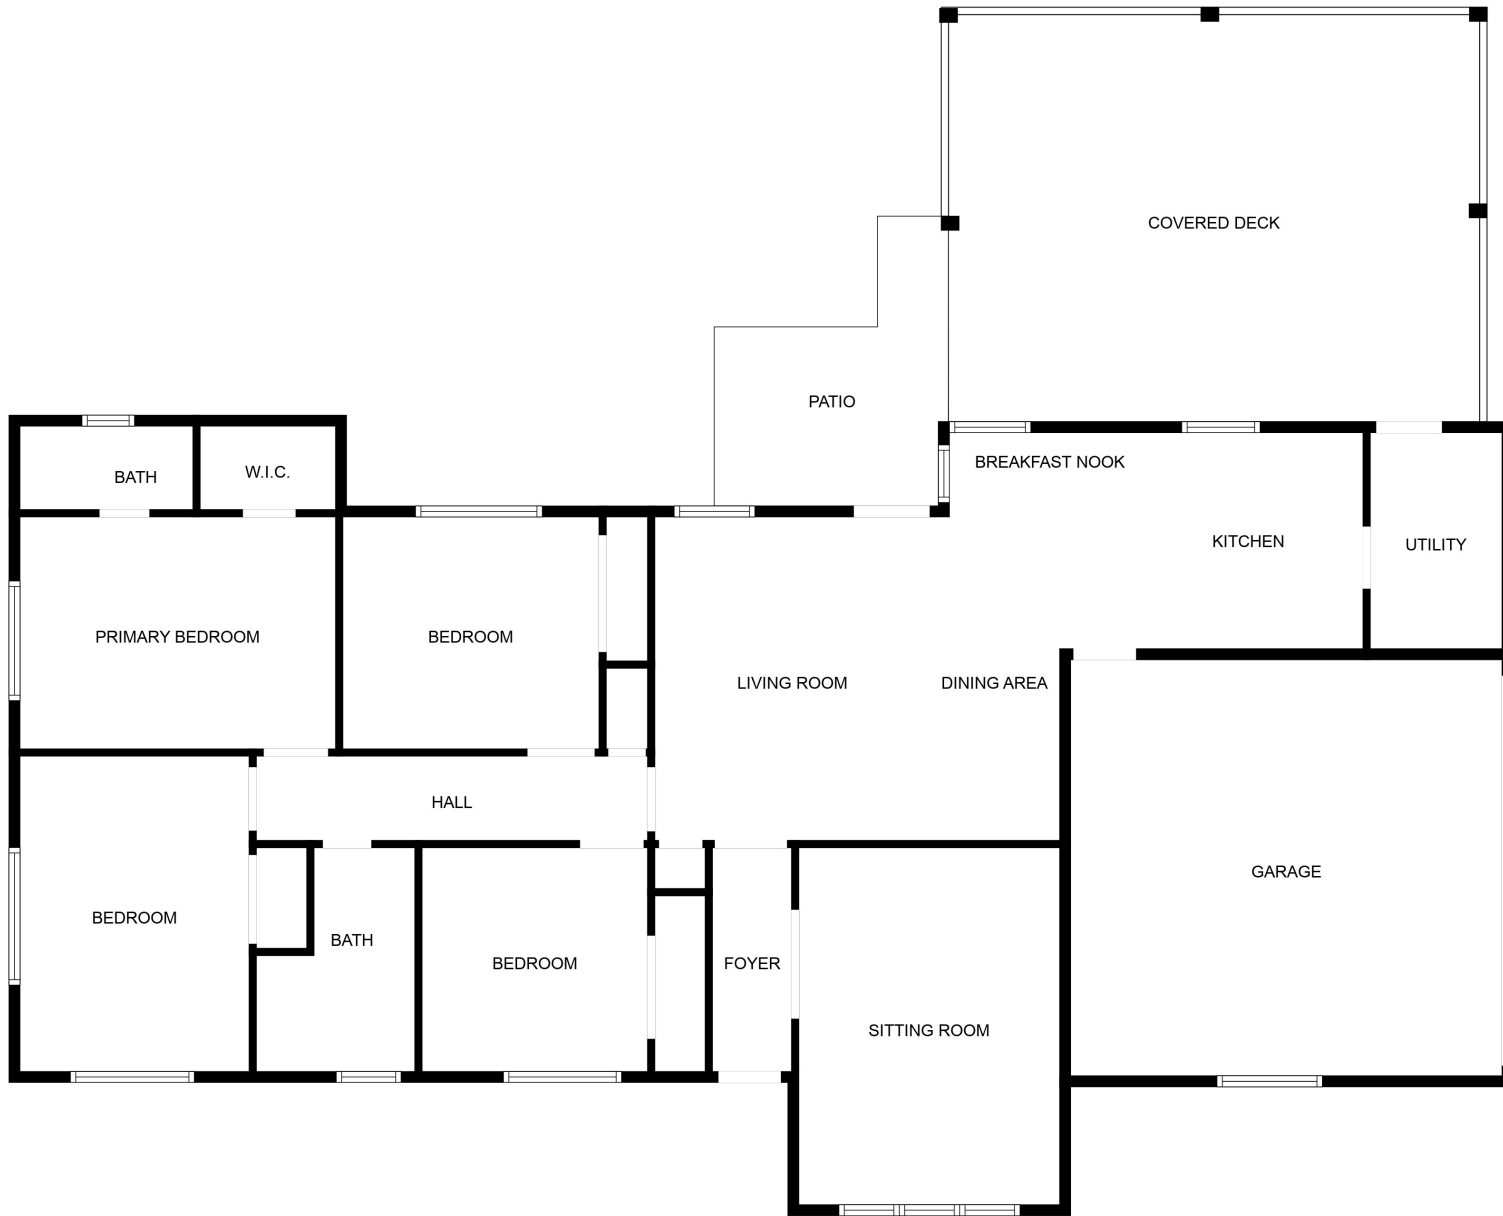 COVERED DECK
PATIO
BREAKFAST NOOK
BATH
W.I.C.
KITCHEN
UTILITY
PRIMARY BEDROOM
BEDROOM
LIVING ROOM
DINING AREA
HALL
GARAGE
BEDROOM
BATH
BEDROOM
FOYER
SITTING ROOM